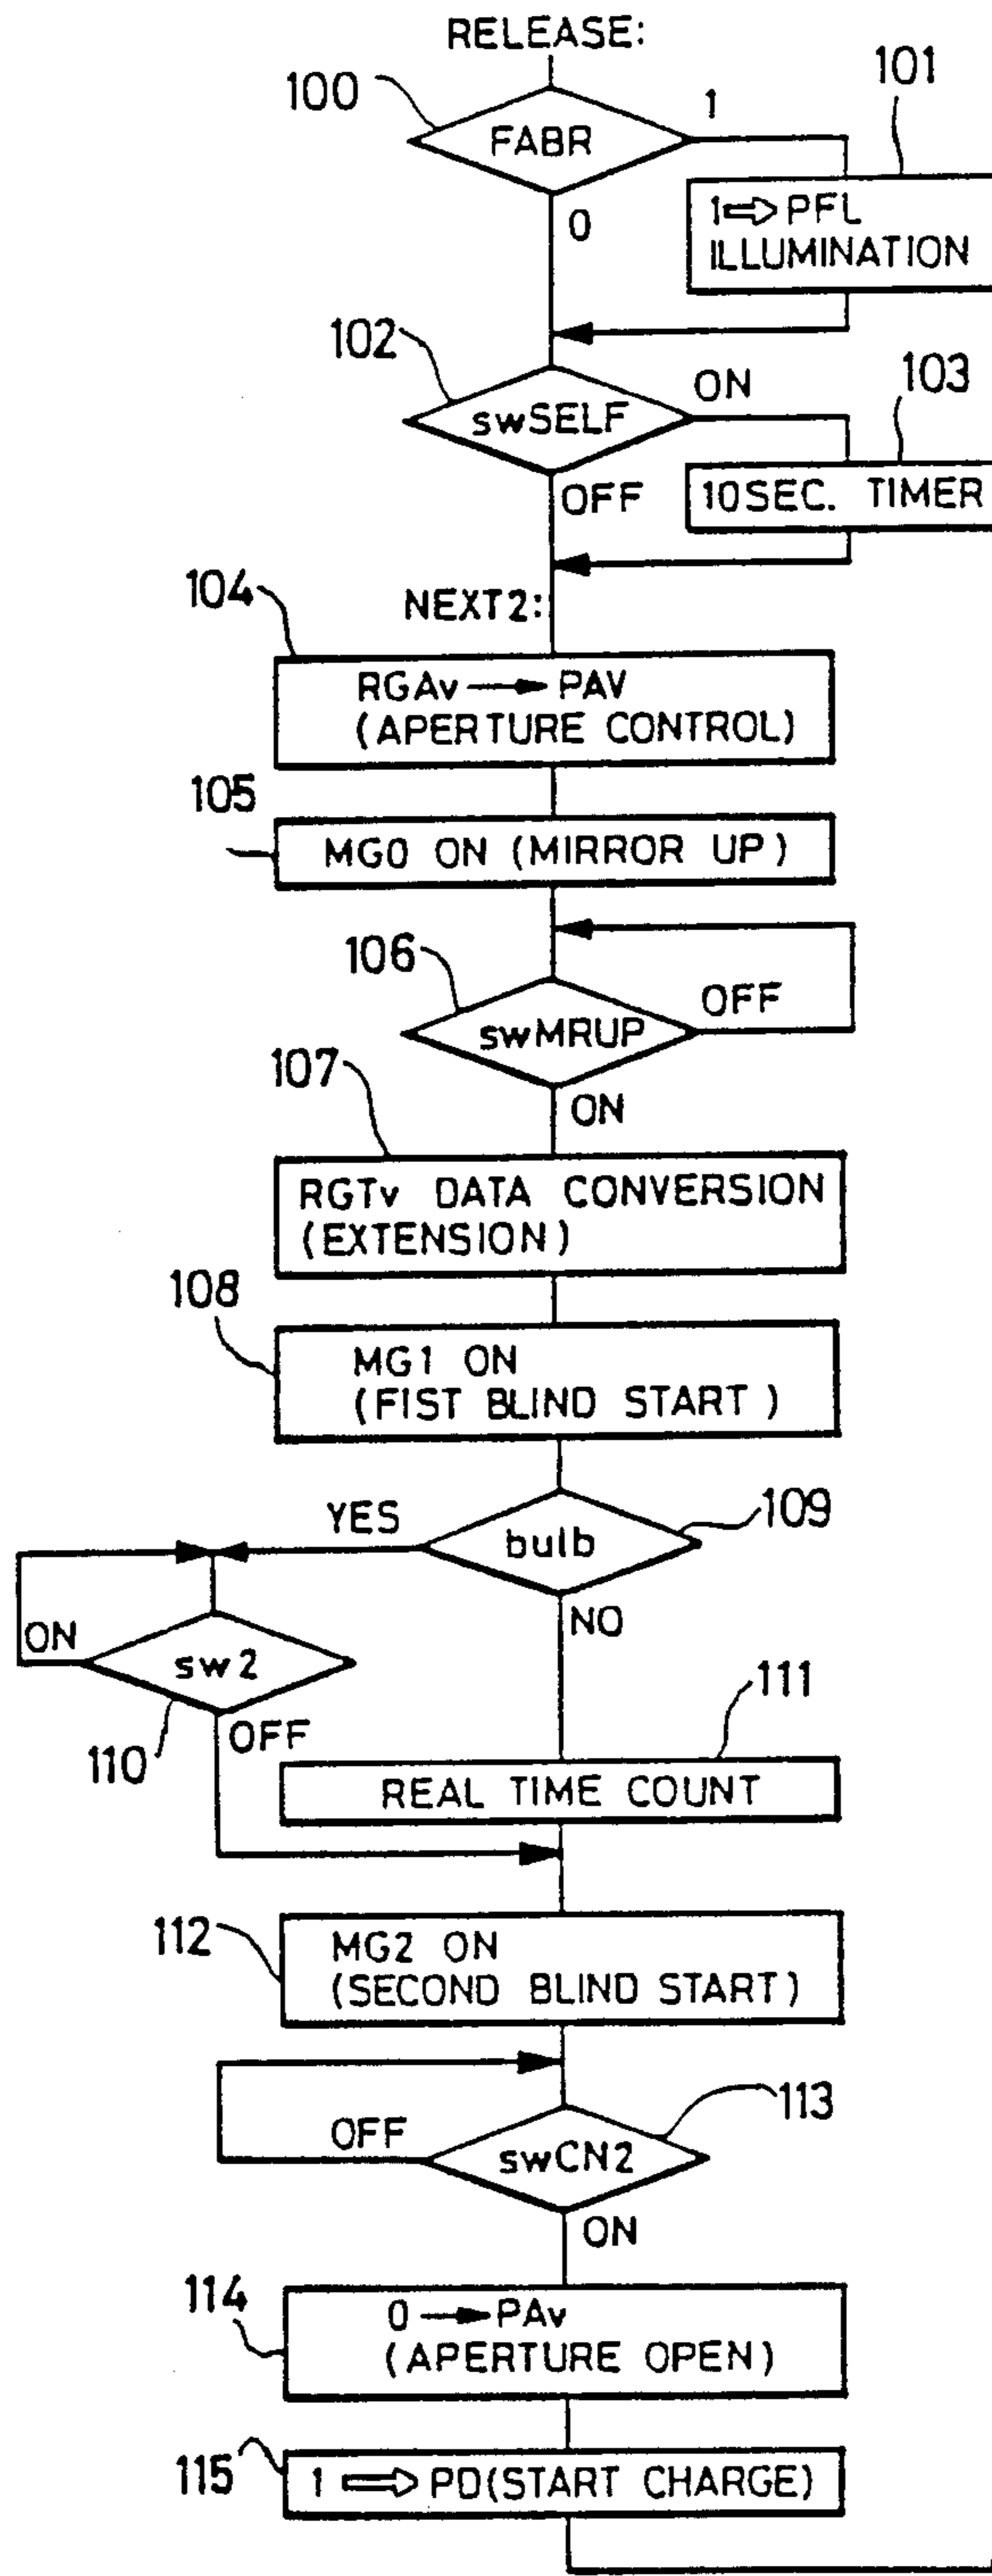 RELEASE:
100
101
FABR
1
0
1⇒PFL
ILLUMINATION
102
103
swSELF
ON
OFF
10SEC. TIMER
104
NEXT2:
RGAv → PAV
(APERTURE CONTROL)
105
MG0 ON (MIRROR UP)
106
swMRUP
OFF
ON
107
RGTv DATA CONVERSION
(EXTENSION)
108
MG1 ON
(FIST BLIND START )
YES
bulb
109
NO
ON
sw2
OFF
110
111
REAL TIME COUNT
112
MG2 ON
(SECOND BLIND START)
113
OFF
swCN2
ON
114
0 → PAv
(APERTURE OPEN)
115
1 ⇒ PD(START CHARGE)